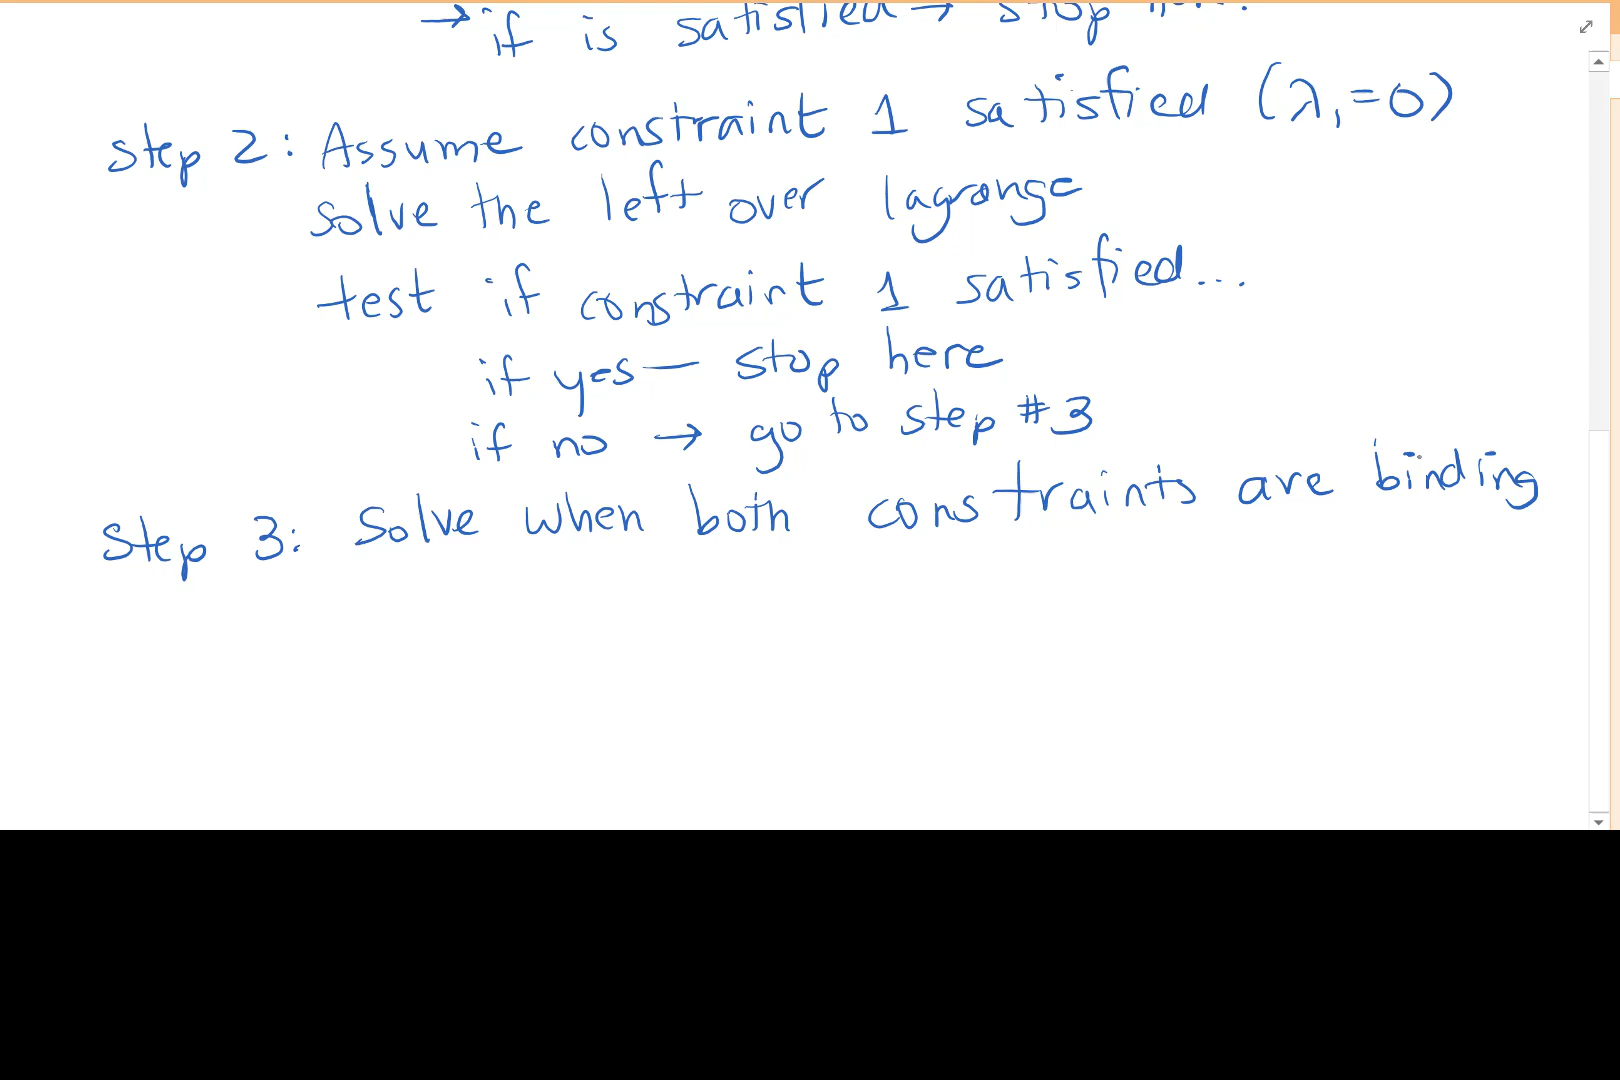 → if is satisfied → stop
step 2: Assume constraint 1 satisfied (λ₁=0)
solve the left over lagrange
test if constraint 1 satisfied...
if yes— stop here
if no → go to step #3
Step 3: Solve when both constraints are binding